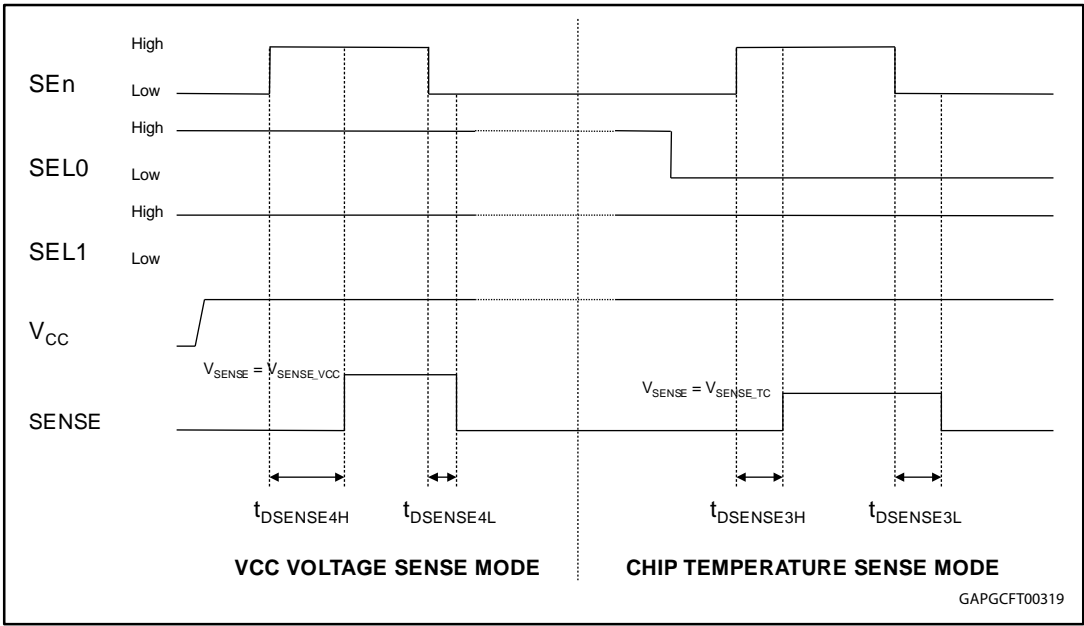 High
SEn
Low
High
SEL0
Low
High
SEL1
Low
VCC
VSENSE = VSENSE_VCC
VSENSE = VSENSE_TC
SENSE
tDSENSE4H tDSENSE4L tDSENSE3H tDSENSE3L
VCC VOLTAGE SENSE MODE CHIP TEMPERATURE SENSE MODE
GAPGCFT00319